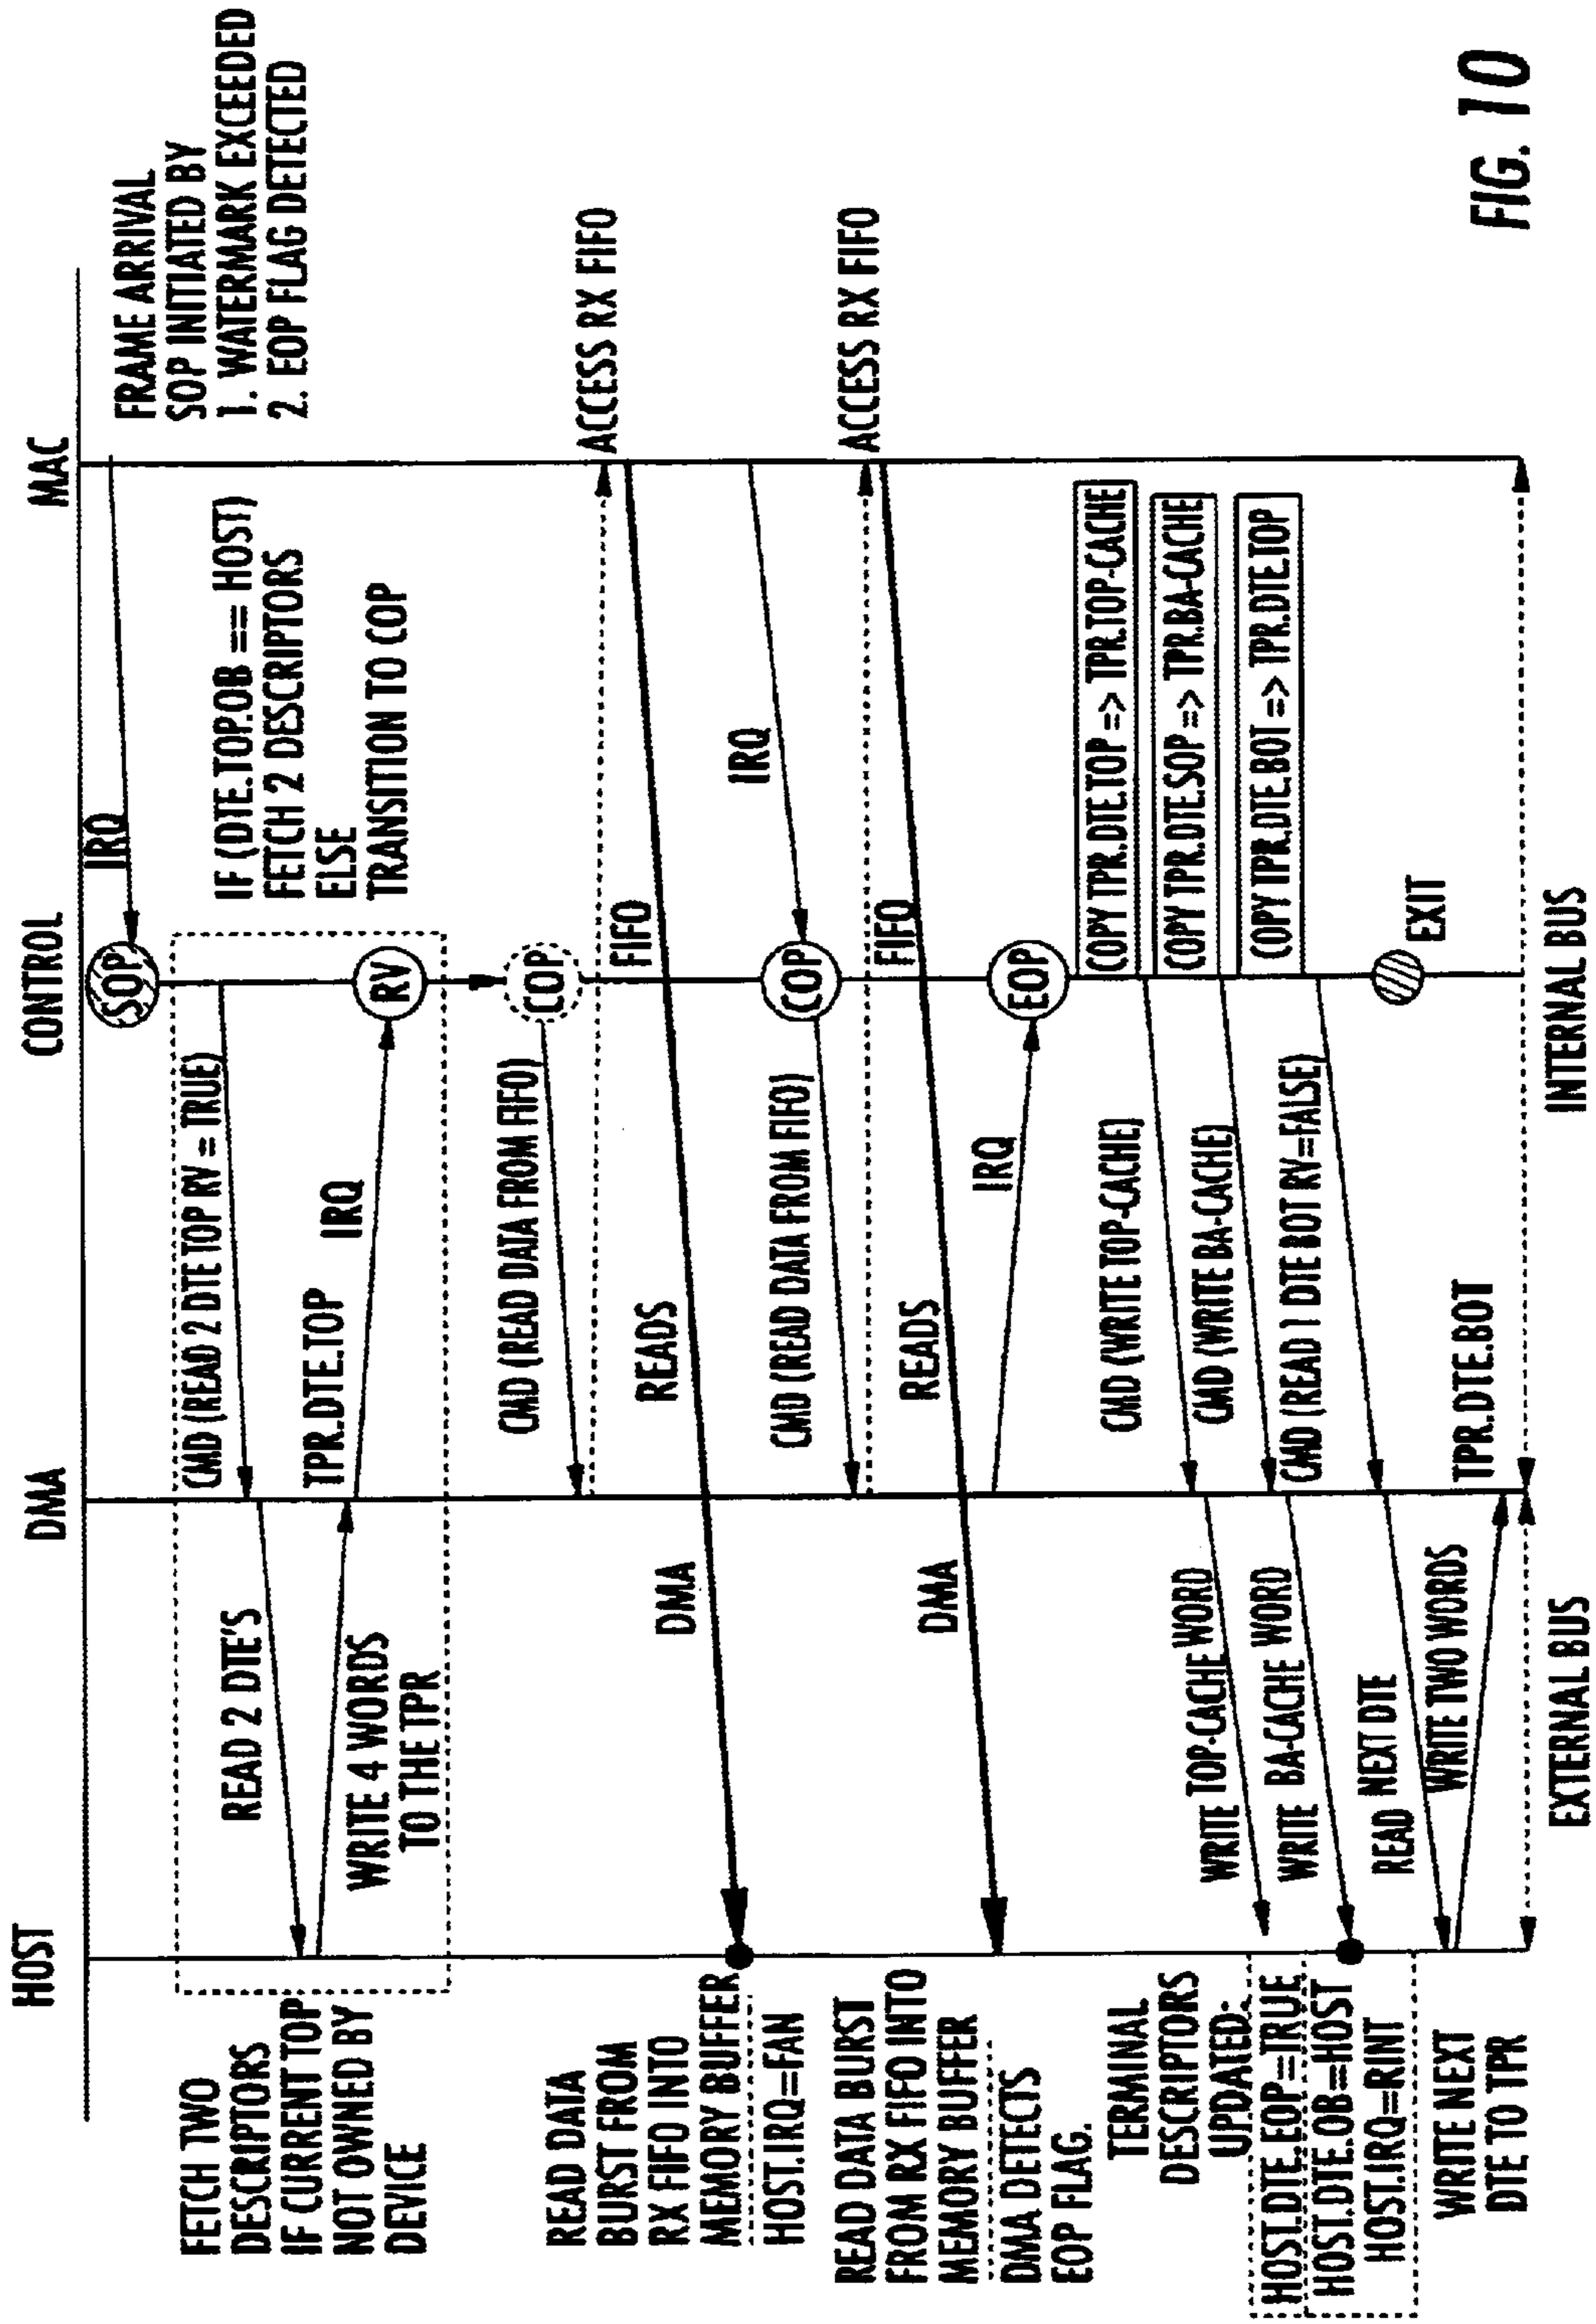 HOST
DMA
CONTROL
MAC
FRAME ARRIVAL
SOP INITIATED BY
1. WATERMARK EXCEEDED
2. EOP FLAG DETECTED
IRQ
SOP
FETCH TWO
DESCRIPTORS
IF CURRENT TOP
NOT OWNED BY
DEVICE
READ 2 DTE'S
WRITE 4 WORDS
TO THE TPR
CMD (READ 2 DTE TOP RV = TRUE)
TPR.DTE.TOP
IRQ
RV
IF (DTE.TOP.OB == HOST)
FETCH 2 DESCRIPTORS
ELSE
TRANSITION TO COP
COP
CMD (READ DATA FROM FIFO)
ACCESS RX FIFO
READ DATA
BURST FROM
RX FIFO INTO
MEMORY BUFFER
HOST.IRQ=FAN
DMA
READS
FIFO
IRQ
COP
CMD (READ DATA FROM FIFO)
ACCESS RX FIFO
READ DATA BURST
FROM RX FIFO INTO
MEMORY BUFFER
DMA DETECTS
EOP FLAG.
DMA
READS
FIFO
IRQ
EOP
TERMINAL
DESCRIPTORS
UPDATED:
HOST.DTE.EOP=TRUE
HOST.DTE.OB=HOST
HOST.IRQ=RINT
WRITE TOP-CACHE WORD
CMD (WRITE TOP-CACHE)
COPY TPR.DTE.TOP => TPR.TOP-CACHE
WRITE BA-CACHE WORD
CMD (WRITE BA-CACHE)
COPY TPR.DTE.SOP => TPR.BA-CACHE
READ NEXT DTE
CMD (READ 1 DTE BOT RV=FALSE)
COPY TPR.DTE.BOT => TPR.DTE.TOP
WRITE NEXT
DTE TO TPR
WRITE TWO WORDS
TPR.DTE.BOT
EXIT
EXTERNAL BUS
INTERNAL BUS
FIG. 10